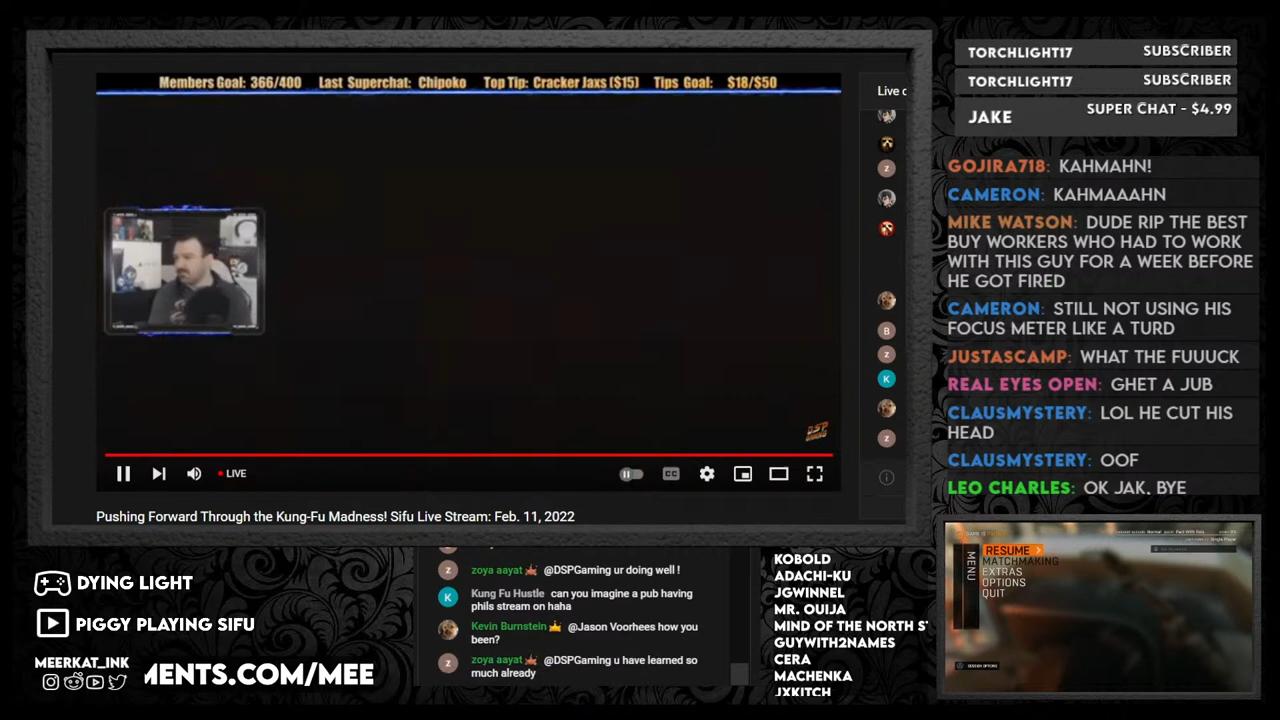 Members Goal: 366/400 Last Superchat: Chipoko Top Tip: Cracker Jaxs ($15) Tips Goal: $18/$50
Live c
z
B
z
K
z
DSP
GAMING
LIVE
CC
Pushing Forward Through the Kung-Fu Madness! Sifu Live Stream: Feb. 11, 2022
TORCHLIGHT17 SUBSCRIBER
TORCHLIGHT17 SUBSCRIBER
JAKE SUPER CHAT - $4.99
GOJIRA718: KAHMAHN!
CAMERON: KAHMAAAHN
MIKE WATSON: DUDE RIP THE BEST
BUY WORKERS WHO HAD TO WORK
WITH THIS GUY FOR A WEEK BEFORE
HE GOT FIRED
CAMERON: STILL NOT USING HIS
FOCUS METER LIKE A TURD
JUSTASCAMP: WHAT THE FUUUCK
REAL EYES OPEN: GHET A JUB
CLAUSMYSTERY: LOL HE CUT HIS
HEAD
CLAUSMYSTERY: OOF
LEO CHARLES: OK JAK, BYE
DYING LIGHT
PIGGY PLAYING SIFU
MEERKAT_INK
MENTS.COM/MEE
z zoya aayat @DSPGaming ur doing well !
K Kung Fu Hustle can you imagine a pub having
phils stream on haha
Kevin Burnstein @Jason Voorhees how you
been?
z zoya aayat @DSPGaming u have learned so
much already
KOBOLD
ADACHI-KU
JGWINNEL
MR. OUIJA
MIND OF THE NORTH S
GUYWITH2NAMES
CERA
MACHENKA
JXKITCH
MENU
RESUME
MATCHMAKING
EXTRAS
OPTIONS
QUIT
SESSION OPTIONS